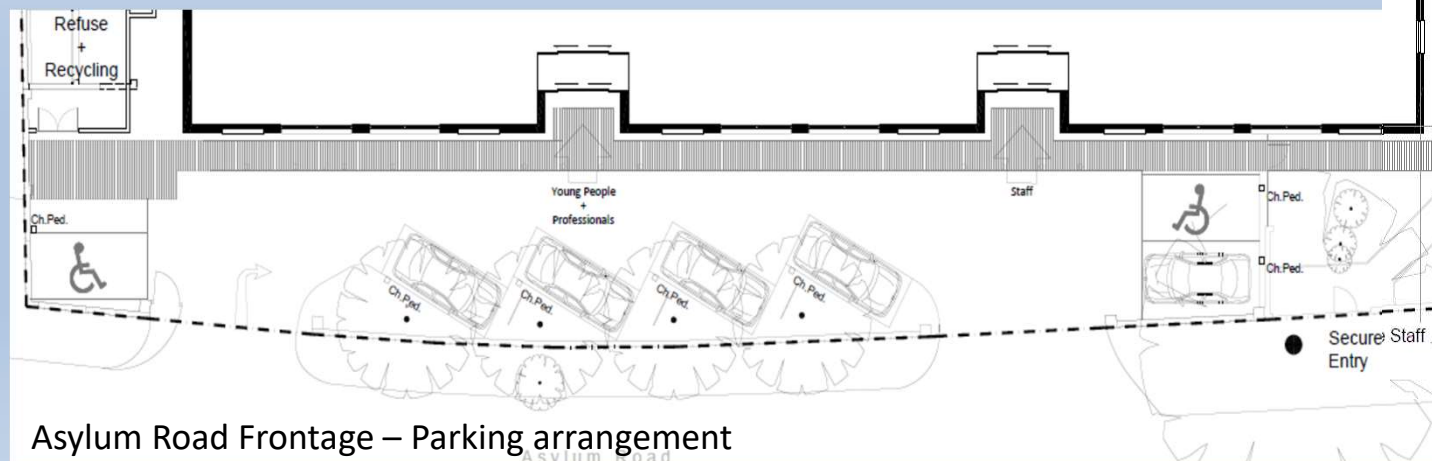 Refuse
+
Recycling
Young People
+
Professionals
Staff
Ch.Ped.
Ch.Ped.
Ch.Ped.
Ch.Ped.
Ch.Ped.
Ch.Ped.
Ch.Ped.
Secure Staff
Entry
Asylum Road Frontage – Parking arrangement
Asylum Road